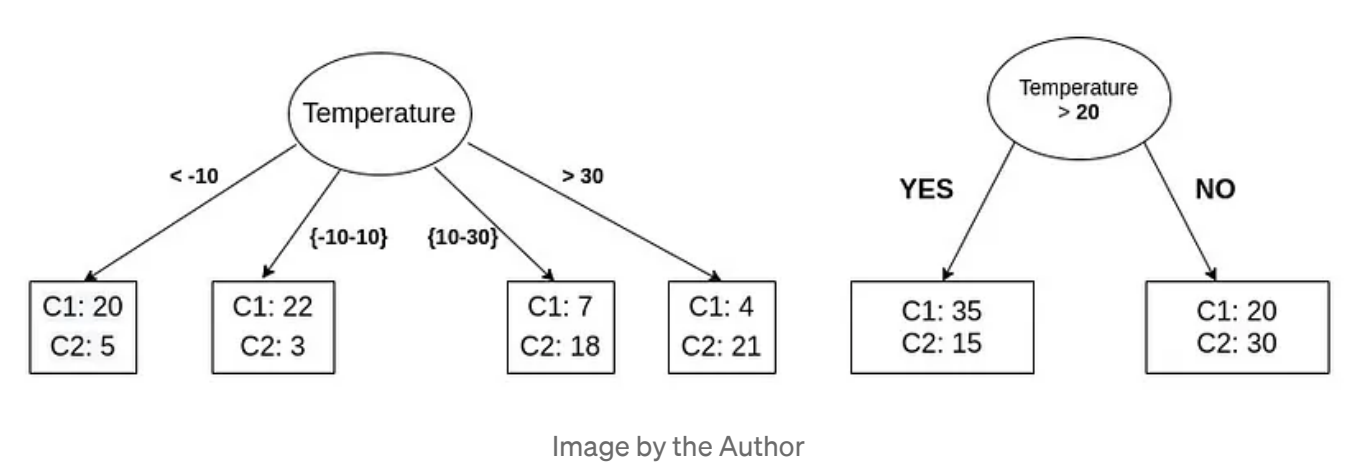 Temperature
< -10
{-10-10}
{10-30}
> 30
C1: 20
C2: 5
C1: 22
C2: 3
C1: 7
C2: 18
C1: 4
C2: 21
Temperature
> 20
YES
NO
C1: 35
C2: 15
C1: 20
C2: 30
Image by the Author